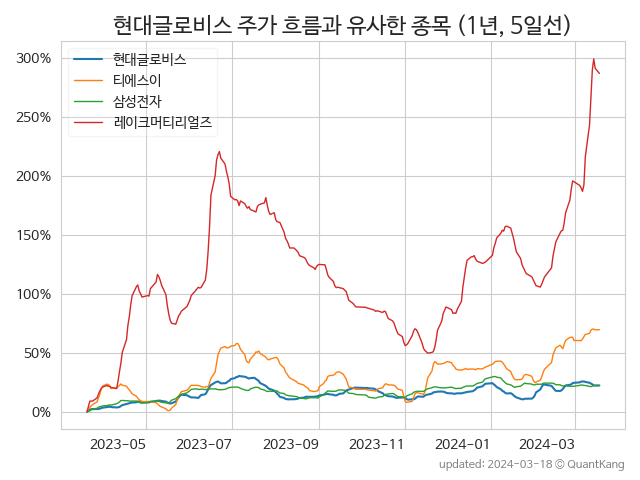 현대글로비스 주가 흐름과 유사한 종목 (1년, 5일선)
300%
250%
200%
150%
100%
50%
0%
현대글로비스
티에스이
삼성전자
레이크머티리얼즈
2023-05
2023-07
2023-09
2023-11
2024-01
2024-03
updated: 2024-03-18 © QuantKang